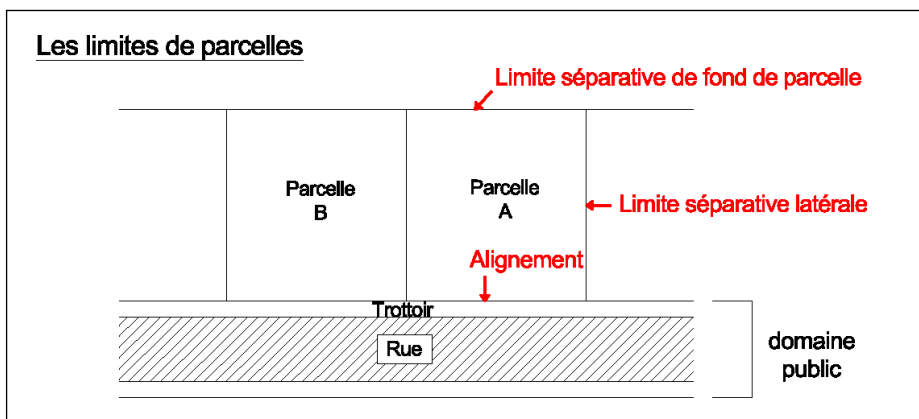 Les limites de parcelles
Limite séparative de fond de parcelle
Parcelle
B
Parcelle
A
Limite séparative latérale
Alignement
Trottoir
Rue
domaine
public